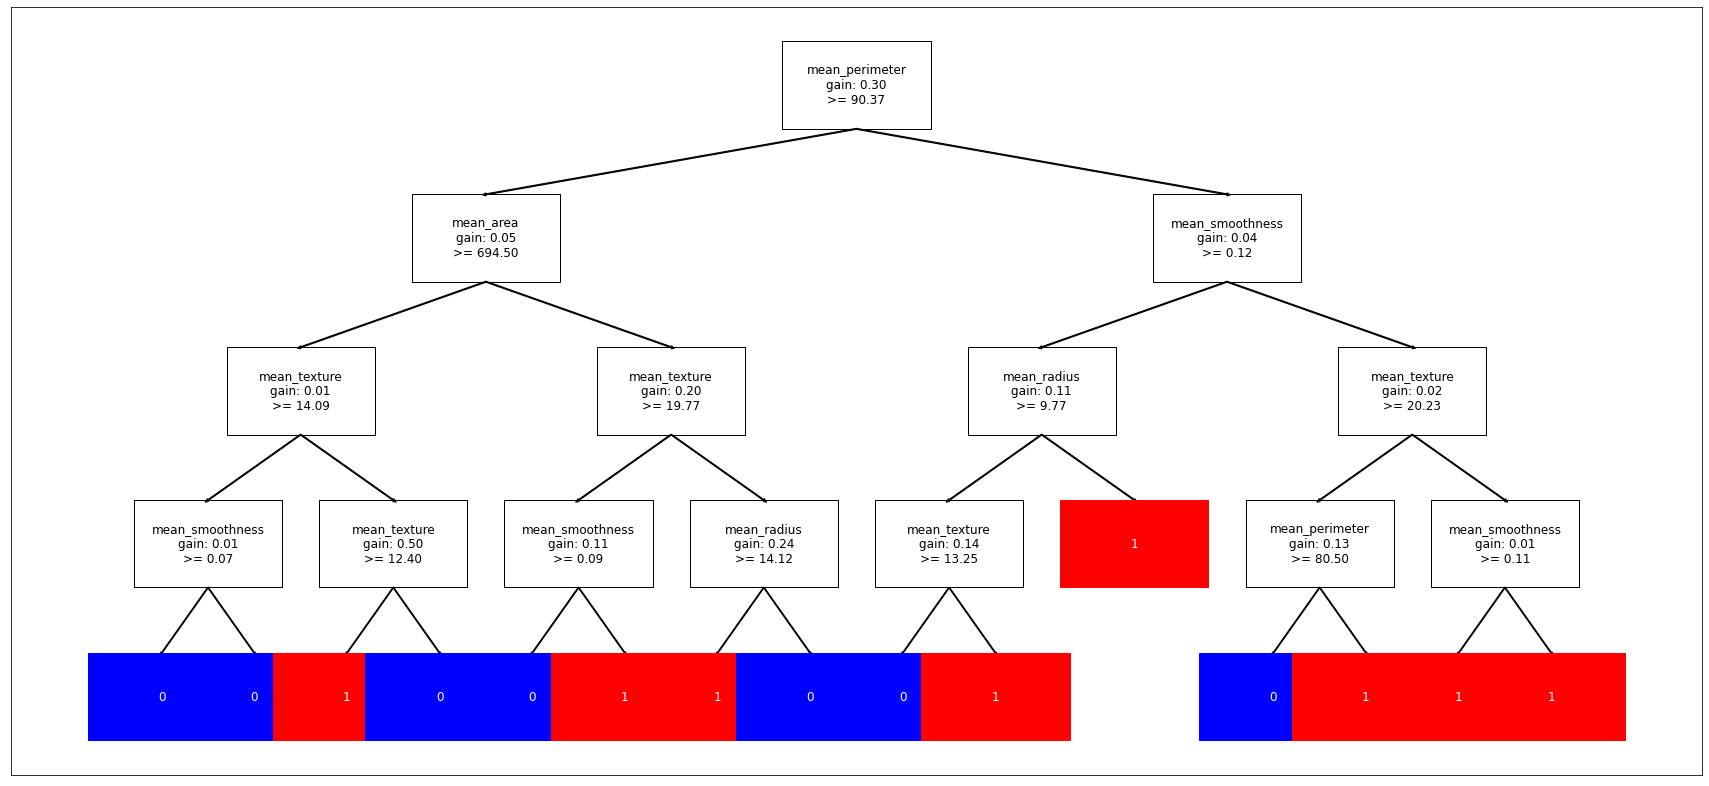 mean_perimeter
gain: 0.30
>= 90.37
mean_area
gain: 0.05
>= 694.50
mean_smoothness
gain: 0.04
>= 0.12
mean_texture
gain: 0.01
>= 14.09
mean_texture
gain: 0.20
>= 19.77
mean_radius
gain: 0.11
>= 9.77
mean_texture
gain: 0.02
>= 20.23
mean_smoothness
gain: 0.01
>= 0.07
mean_texture
gain: 0.50
>= 12.40
mean_smoothness
gain: 0.11
>= 0.09
mean_radius
gain: 0.24
>= 14.12
mean_texture
gain: 0.14
>= 13.25
1
mean_perimeter
gain: 0.13
>= 80.50
mean_smoothness
gain: 0.01
>= 0.11
0
0
1
0
0
1
1
0
0
1
0
1
1
1